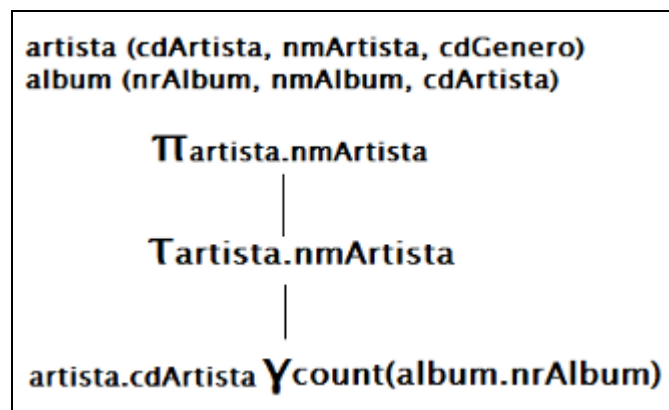 artista (cdArtista, nmArtista, cdGenero)
album (nrAlbum, nmAlbum, cdArtista)
πartista.nmArtista
τartista.nmArtista
artista.cdArtista γcount(album.nrAlbum)